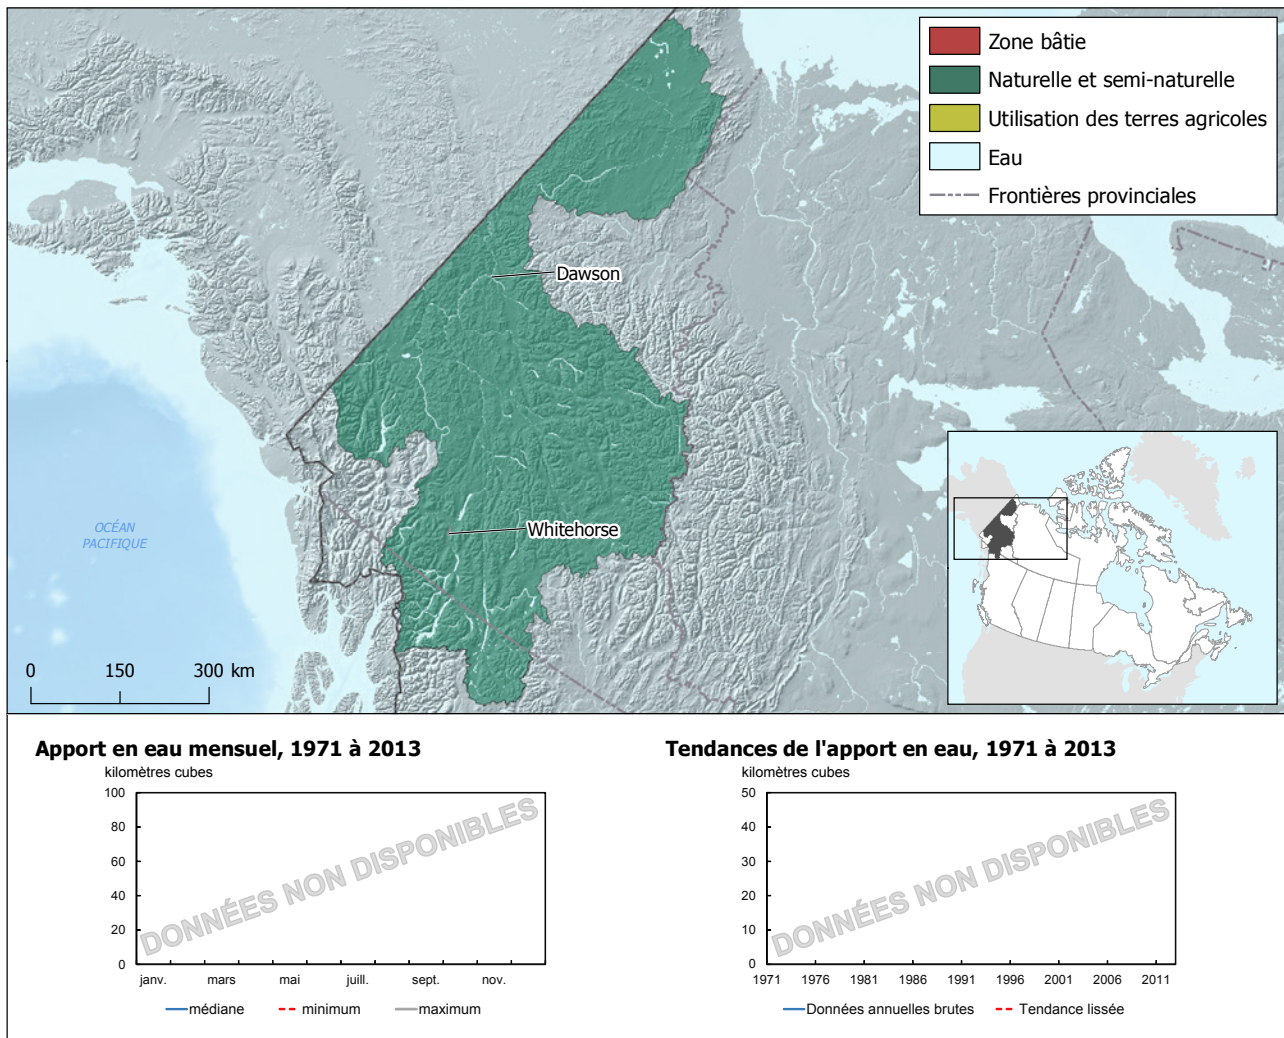 Zone bâtie
Naturelle et semi-naturelle
Utilisation des terres agricoles
Eau
Frontières provinciales
Dawson
Whitehorse
OCÉAN
PACIFIQUE
0 150 300 km
Apport en eau mensuel, 1971 à 2013
kilomètres cubes
100
80
60
40
20
0
DONNÉES NON DISPONIBLES
janv. mars mai juill. sept. nov.
médiane minimum maximum
Tendances de l'apport en eau, 1971 à 2013
kilomètres cubes
50
40
30
20
10
0
DONNÉES NON DISPONIBLES
1971 1976 1981 1986 1991 1996 2001 2006 2011
Données annuelles brutes Tendance lissée